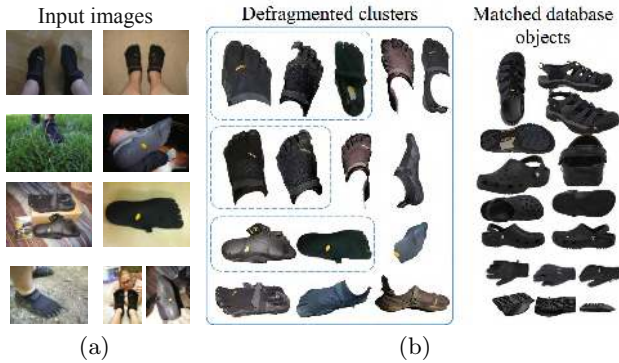 Input images
Defragmented clusters
Matched database
objects
(a)
(b)